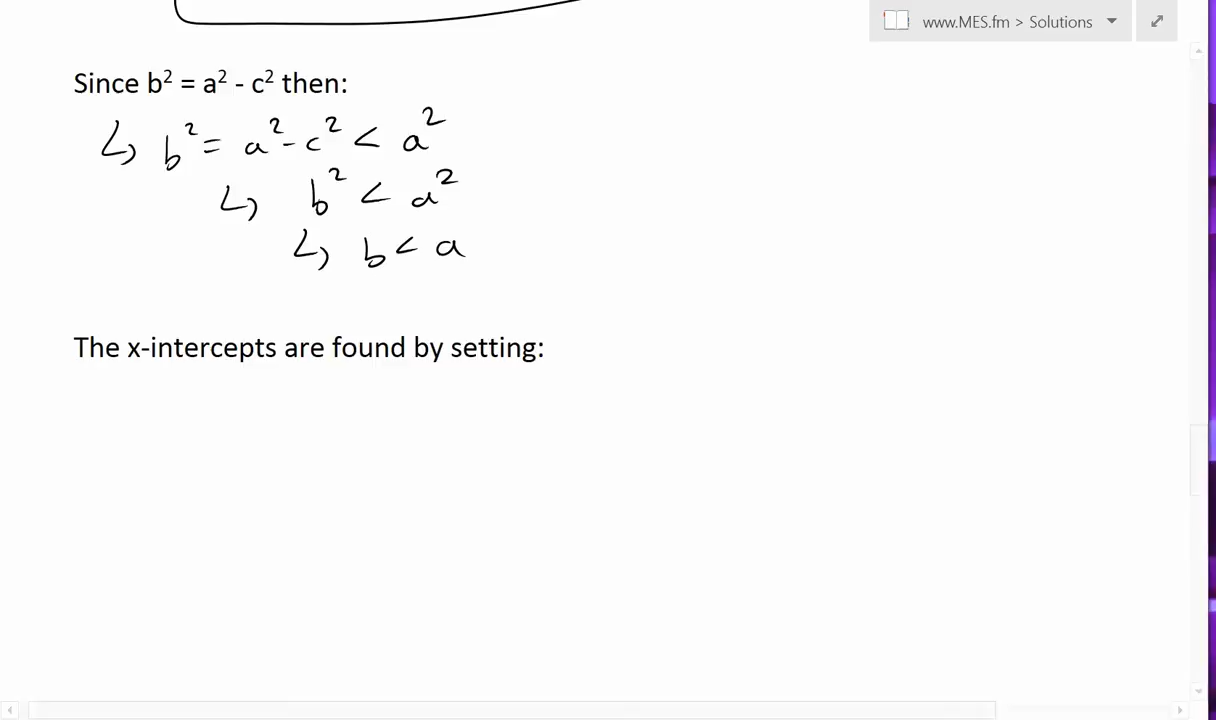 www.MES.fm > Solutions
Since b² = a² - c² then:
↳ b² = a² - c² < a²
↳ b² < a²
↳ b < a
The x-intercepts are found by setting: